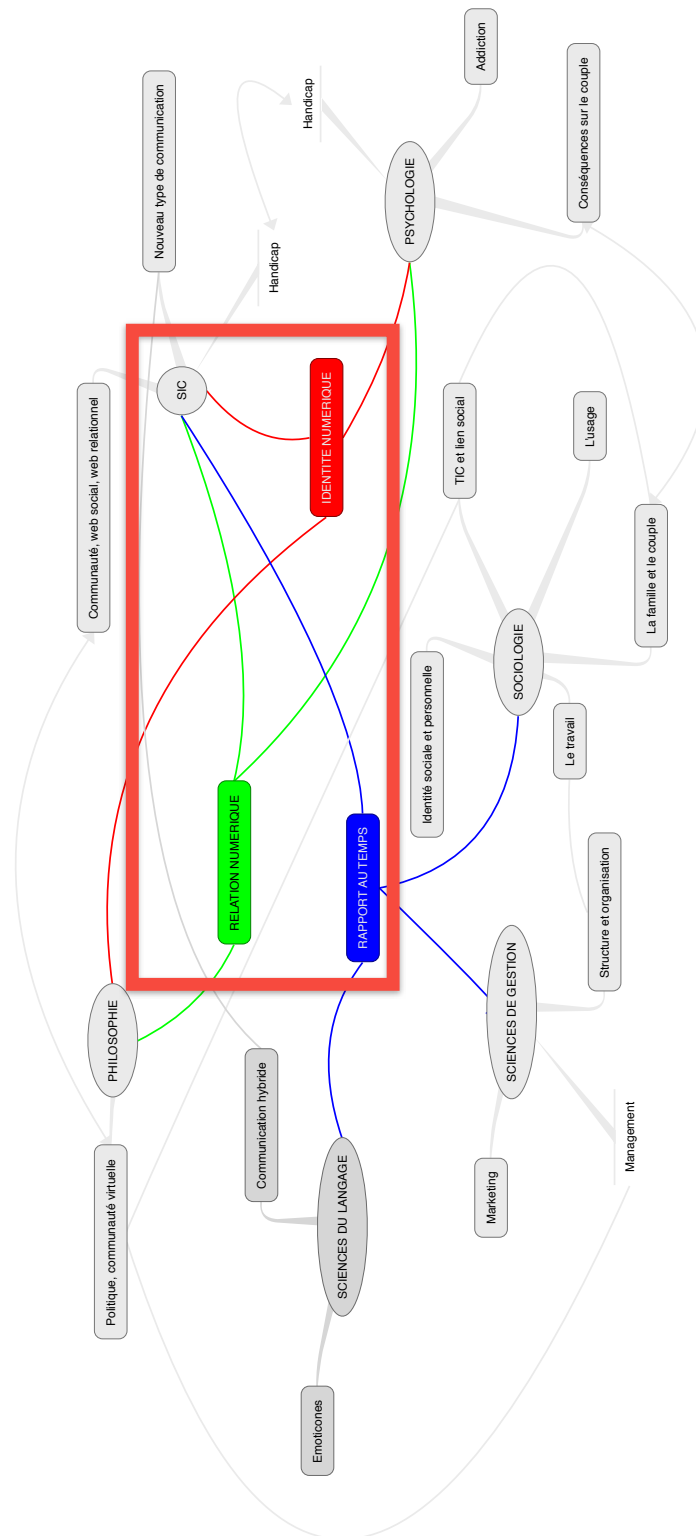 Communauté, web social, web relationnel
Politique, communauté virtuelle
PHILOSOPHIE
Nouveau type de communication
SIC
RELATION NUMERIQUE
Communication hybride
Handicap
Handicap
Emoticones
IDENTITE NUMERIQUE
SCIENCES DU LANGAGE
RAPPORT AU TEMPS
PSYCHOLOGIE
Identité sociale et personnelle
TIC et lien social
Addiction
Marketing
SCIENCES DE GESTION
SOCIOLOGIE
Le travail
Conséquences sur le couple
L'usage
Structure et organisation
Management
La famille et le couple